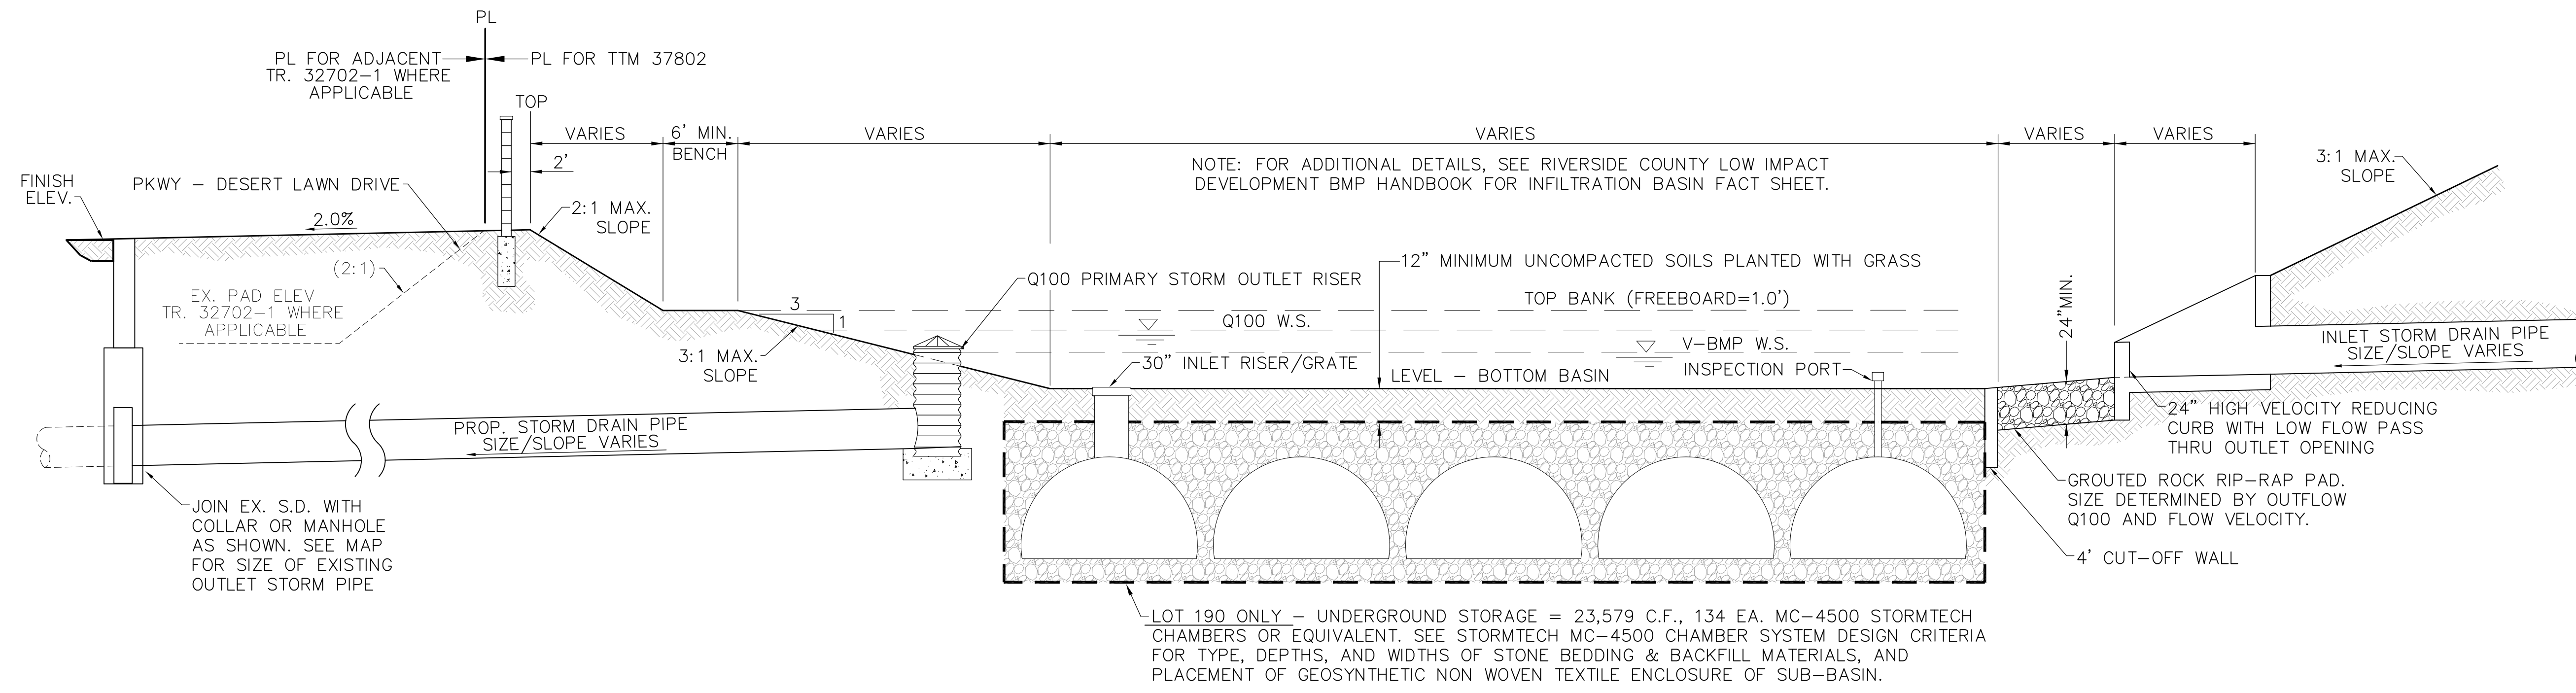 PL
PL FOR ADJACENT
TR. 32702-1 WHERE
APPLICABLE
PL FOR TTM 37802
TOP
VARIES
6' MIN.
BENCH
VARIES
VARIES
VARIES
VARIES
2'
NOTE: FOR ADDITIONAL DETAILS, SEE RIVERSIDE COUNTY LOW IMPACT
DEVELOPMENT BMP HANDBOOK FOR INFILTRATION BASIN FACT SHEET.
3:1 MAX.
SLOPE
FINISH
ELEV.
PKWY - DESERT LAWN DRIVE
2.0%
2:1 MAX.
SLOPE
(2:1)
EX. PAD ELEV
TR. 32702-1 WHERE
APPLICABLE
12" MINIMUM UNCOMPACTED SOILS PLANTED WITH GRASS
Q100 PRIMARY STORM OUTLET RISER
TOP BANK (FREEBOARD=1.0')
3
1
Q100 W.S.
24"MIN.
3:1 MAX.
SLOPE
30" INLET RISER/GRATE
V-BMP W.S.
INSPECTION PORT
LEVEL - BOTTOM BASIN
INLET STORM DRAIN PIPE
SIZE/SLOPE VARIES
24" HIGH VELOCITY REDUCING
CURB WITH LOW FLOW PASS
THRU OUTLET OPENING
PROP. STORM DRAIN PIPE
SIZE/SLOPE VARIES
GROUTED ROCK RIP-RAP PAD.
SIZE DETERMINED BY OUTFLOW
Q100 AND FLOW VELOCITY.
JOIN EX. S.D. WITH
COLLAR OR MANHOLE
AS SHOWN. SEE MAP
FOR SIZE OF EXISTING
OUTLET STORM PIPE
4' CUT-OFF WALL
LOT 190 ONLY - UNDERGROUND STORAGE = 23,579 C.F., 134 EA. MC-4500 STORMTECH
CHAMBERS OR EQUIVALENT. SEE STORMTECH MC-4500 CHAMBER SYSTEM DESIGN CRITERIA
FOR TYPE, DEPTHS, AND WIDTHS OF STONE BEDDING & BACKFILL MATERIALS, AND
PLACEMENT OF GEOSYNTHETIC NON WOVEN TEXTILE ENCLOSURE OF SUB-BASIN.